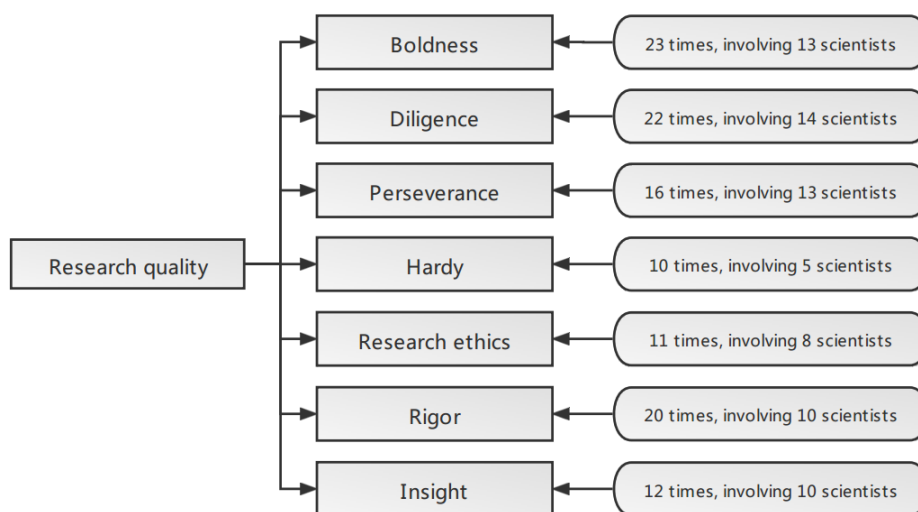 Boldness
23 times, involving 13 scientists
Diligence
22 times, involving 14 scientists
Perseverance
16 times, involving 13 scientists
Research quality
Hardy
10 times, involving 5 scientists
Research ethics
11 times, involving 8 scientists
Rigor
20 times, involving 10 scientists
Insight
12 times, involving 10 scientists